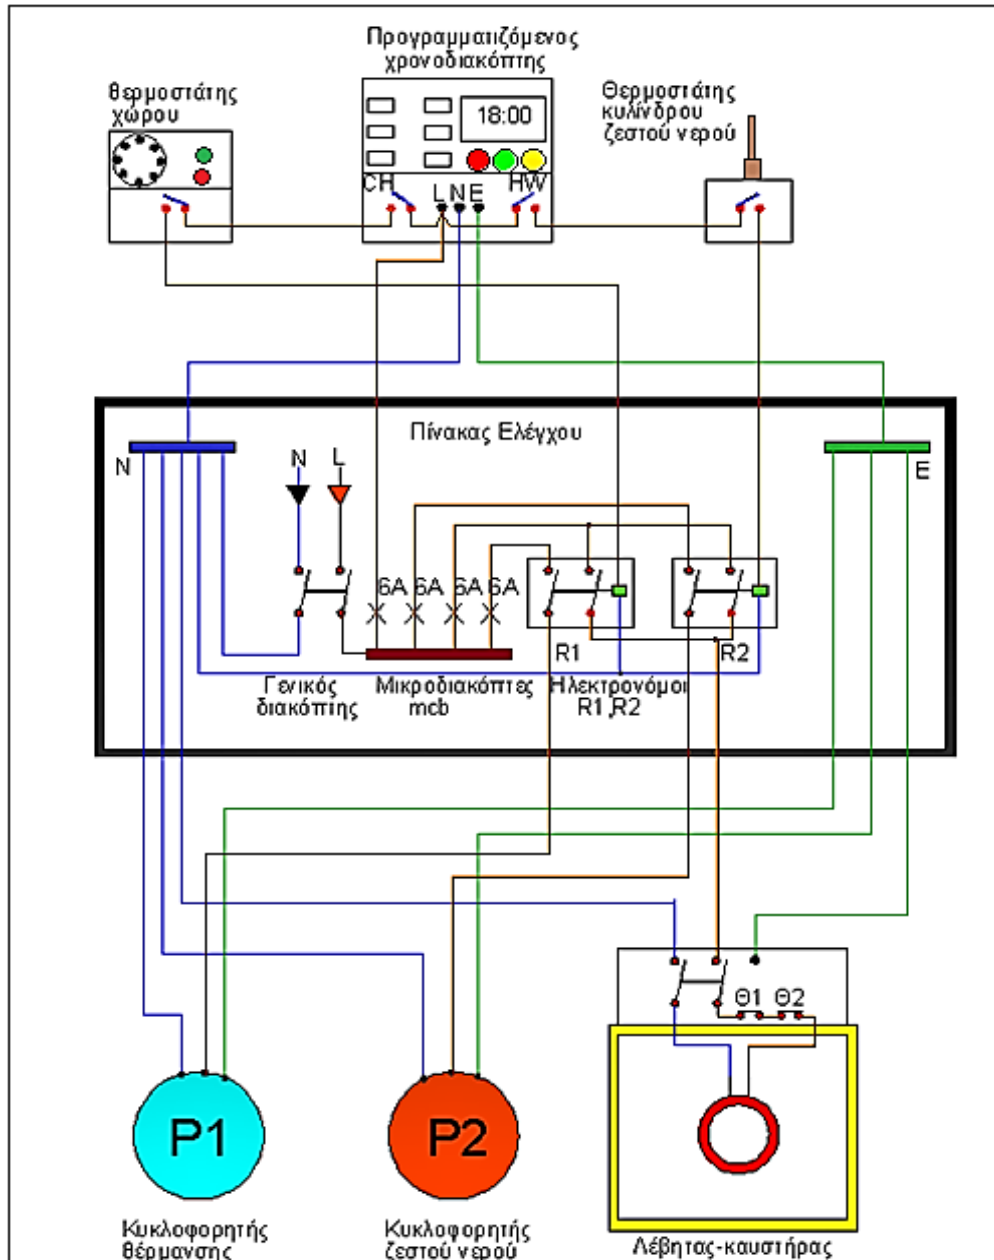 Προγραμματιζόμενος
χρονοδιακόπτης
θερμοστάτης
χώρου
Θερμοστάτης
κυλίνδρου
ζεστού νερού
18:00
CH
L N E
HW
Πίνακας Ελέγχου
N
E
N
L
6A
6A
6A
6A
R1
R2
Γενικός
διακόπτης
Μικροδιακόπτες
mcb
Ηλεκτρονόμοι
R1,R2
Θ1
Θ2
P1
P2
Κυκλοφορητής
θέρμανσης
Κυκλοφορητής
ζεστού νερού
Λέβητας-καυστήρας